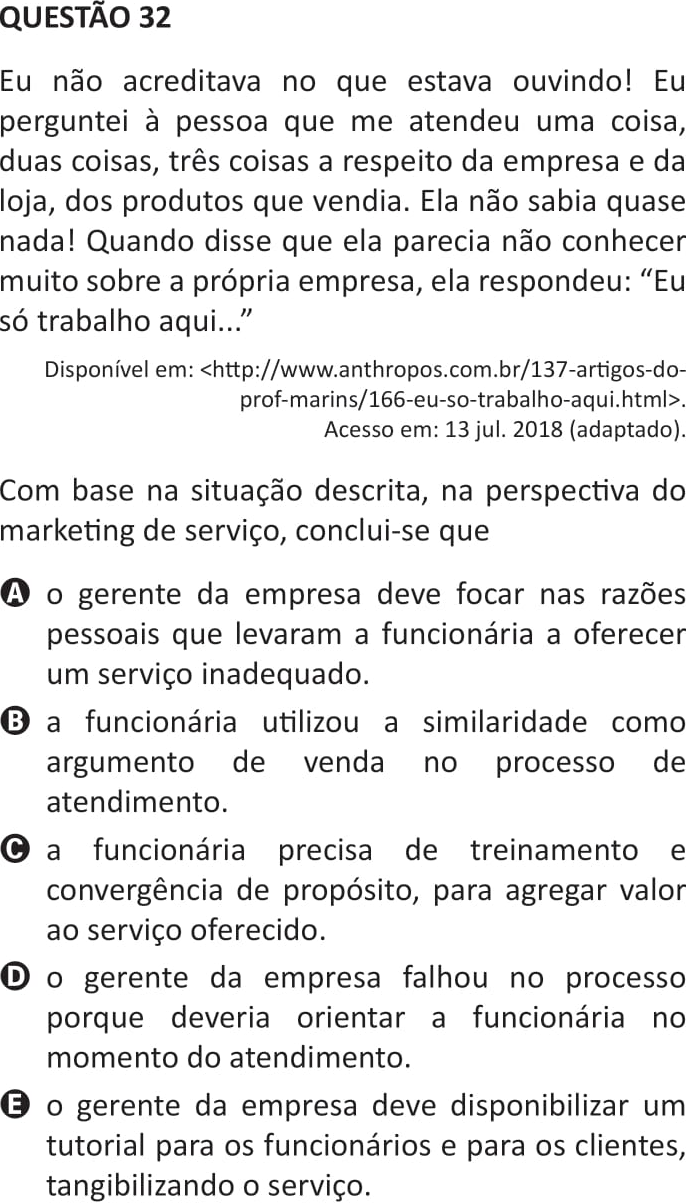 QUESTÃO 32
Eu não acreditava no que estava ouvindo! Eu
perguntei à pessoa que me atendeu uma coisa,
duas coisas, três coisas a respeito da empresa e da
loja, dos produtos que vendia. Ela não sabia quase
nada! Quando disse que ela parecia não conhecer
muito sobre a própria empresa, ela respondeu: “Eu
só trabalho aqui...”
Disponível em: <http://www.anthropos.com.br/137-artigos-do-
prof-marins/166-eu-so-trabalho-aqui.html>.
Acesso em: 13 jul. 2018 (adaptado).
Com base na situação descrita, na perspectiva do
marketing de serviço, conclui-se que
A o gerente da empresa deve focar nas razões
pessoais que levaram a funcionária a oferecer
um serviço inadequado.
B a funcionária utilizou a similaridade como
argumento de venda no processo de
atendimento.
C a funcionária precisa de treinamento e
convergência de propósito, para agregar valor
ao serviço oferecido.
D o gerente da empresa falhou no processo
porque deveria orientar a funcionária no
momento do atendimento.
E o gerente da empresa deve disponibilizar um
tutorial para os funcionários e para os clientes,
tangibilizando o serviço.